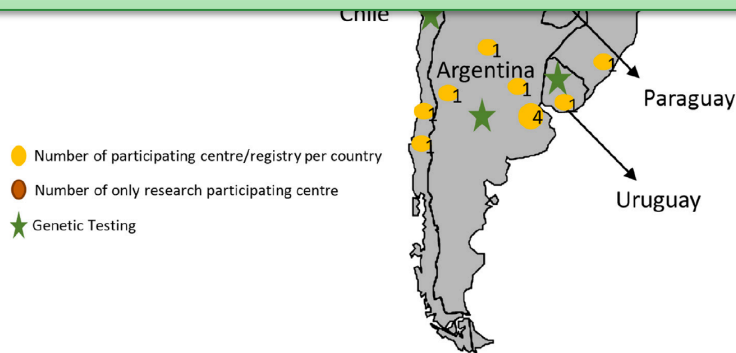 Chile
1
Argentina
1
1
1
1
4
1
1
Paraguay
Uruguay
Number of participating centre/registry per country
Number of only research participating centre
Genetic Testing